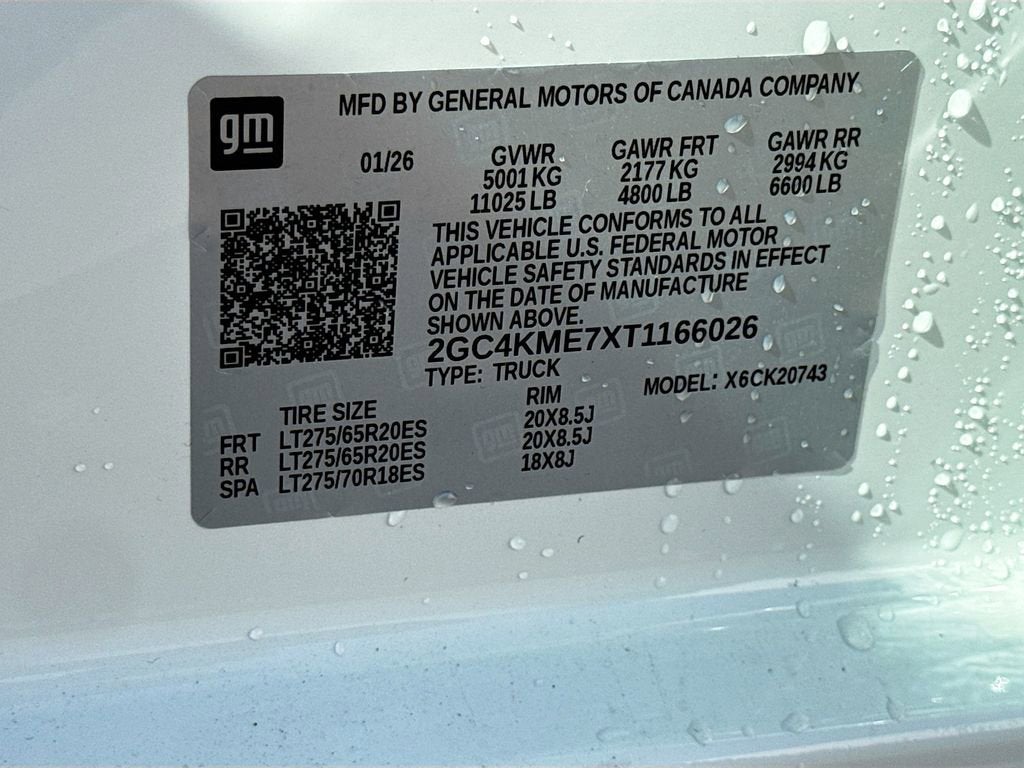 gm
MFD BY GENERAL MOTORS OF CANADA COMPANY
01/26
GVWR GAWR FRT GAWR RR
5001 KG 2177 KG 2994 KG
11025 LB 4800 LB 6600 LB
THIS VEHICLE CONFORMS TO ALL
APPLICABLE U.S. FEDERAL MOTOR
VEHICLE SAFETY STANDARDS IN EFFECT
ON THE DATE OF MANUFACTURE
SHOWN ABOVE.
2GC4KME7XT1166026
TYPE: TRUCK MODEL: X6CK20743
TIRE SIZE RIM
FRT LT275/65R20ES 20X8.5J
RR LT275/65R20ES 20X8.5J
SPA LT275/70R18ES 18X8J